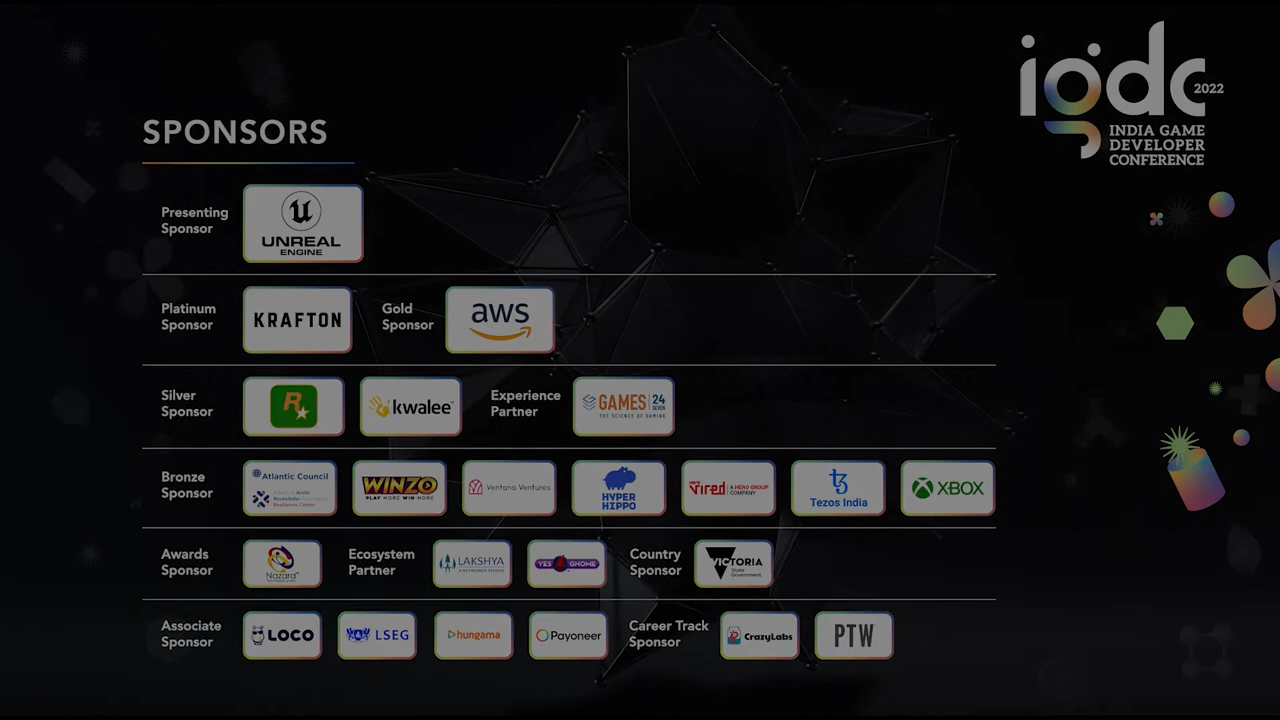 igdc
2022
INDIA GAME
DEVELOPER
CONFERENCE
SPONSORS
Presenting
Sponsor
UNREAL
ENGINE
Platinum
Sponsor
KRAFTON
Gold
Sponsor
aws
Silver
Sponsor
R
kwalee
Experience
Partner
GAMES 24
SEVEN
THE SCIENCE OF GAMING
Bronze
Sponsor
Atlantic Council
Resilience Center
WINZO
PLAY MORE WIN MORE
Ventana Ventures
HYPER
HIPPO
Vired A HERO GROUP
COMPANY
Tezos India
XBOX
Awards
Sponsor
Nazara
Ecosystem
Partner
LAKSHYA
YES GNOME
Country
Sponsor
VICTORIA
State
Government
Associate
Sponsor
LOCO
LSEG
hungama
Payoneer
Career Track
Sponsor
CrazyLabs
PTW